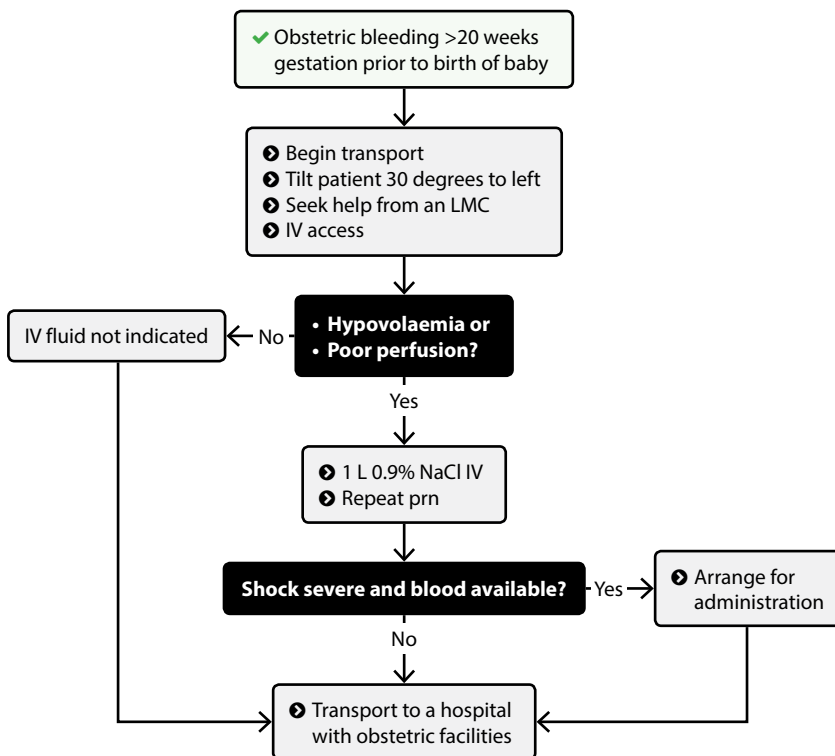 Obstetric bleeding >20 weeks
gestation prior to birth of baby
Begin transport
Tilt patient 30 degrees to left
Seek help from an LMC
IV access
IV fluid not indicated
No
• Hypovolaemia or
• Poor perfusion?
Yes
1 L 0.9% NaCl IV
Repeat prn
Shock severe and blood available?
Yes
Arrange for
administration
No
Transport to a hospital
with obstetric facilities